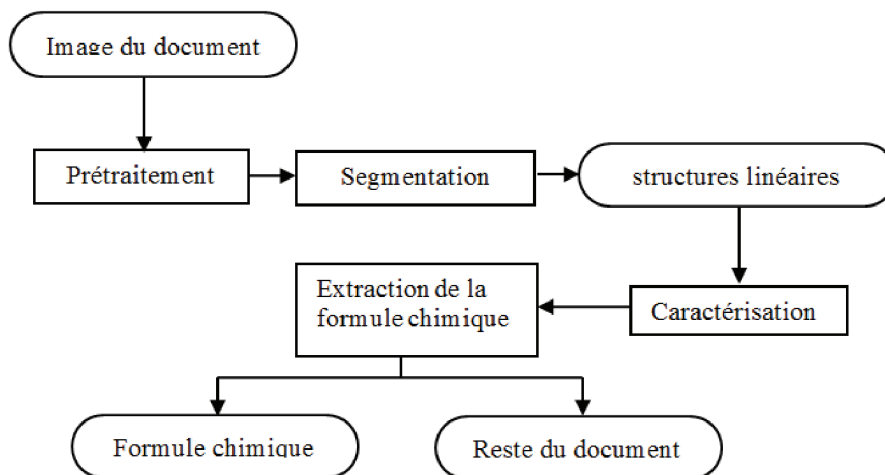 Image du document
Prétraitement
Segmentation
structures linéaires
Extraction de la
formule chimique
Caractérisation
Formule chimique
Reste du document